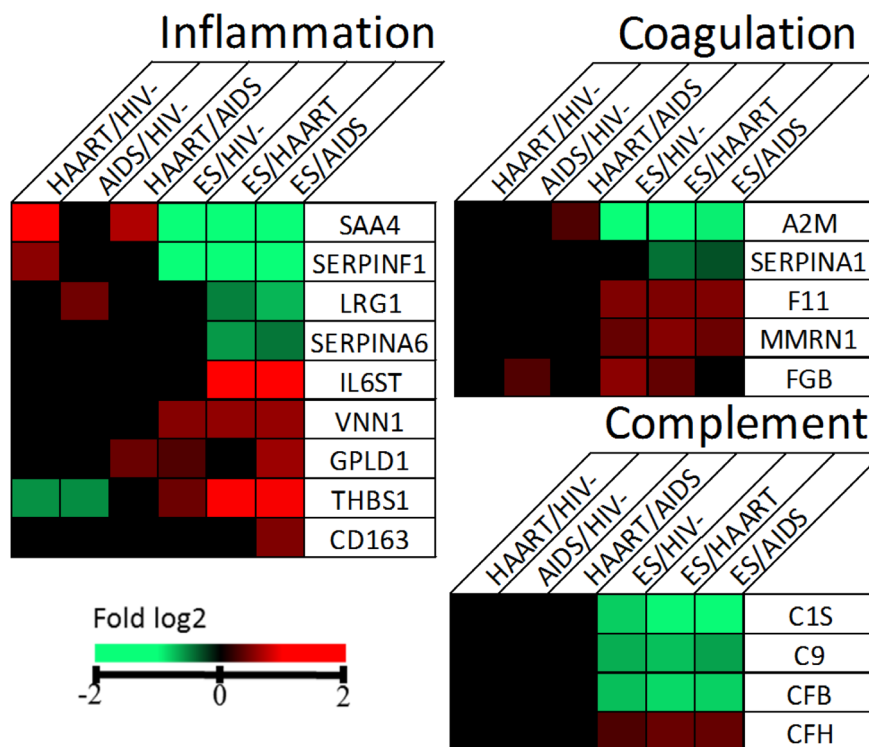 Inflammation
HAART/HIV-
AIDS/HIV-
HAART/AIDS
ES/HIV-
ES/HAART
ES/AIDS
SAA4
SERPINF1
LRG1
SERPINA6
IL6ST
VNN1
GPLD1
THBS1
CD163
Fold log2
-2 0 2
Coagulation
HAART/HIV-
AIDS/HIV-
HAART/AIDS
ES/HIV-
ES/HAART
ES/AIDS
A2M
SERPINA1
F11
MMRN1
FGB
Complement
HAART/HIV-
AIDS/HIV-
HAART/AIDS
ES/HIV-
ES/HAART
ES/AIDS
C1S
C9
CFB
CFH